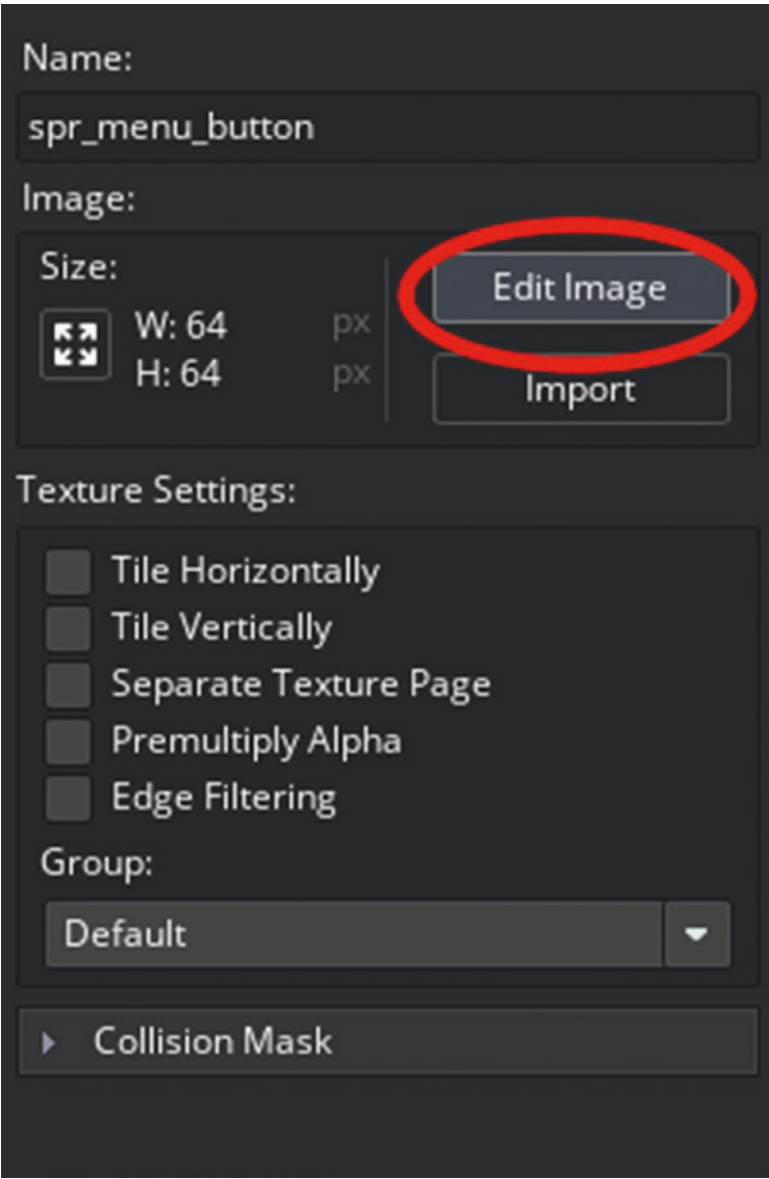 Name:
spr_menu_button
Image:
Size:
W: 64 px
H: 64 px
Edit Image
Import
Texture Settings:
Tile Horizontally
Tile Vertically
Separate Texture Page
Premultiply Alpha
Edge Filtering
Group:
Default
Collision Mask